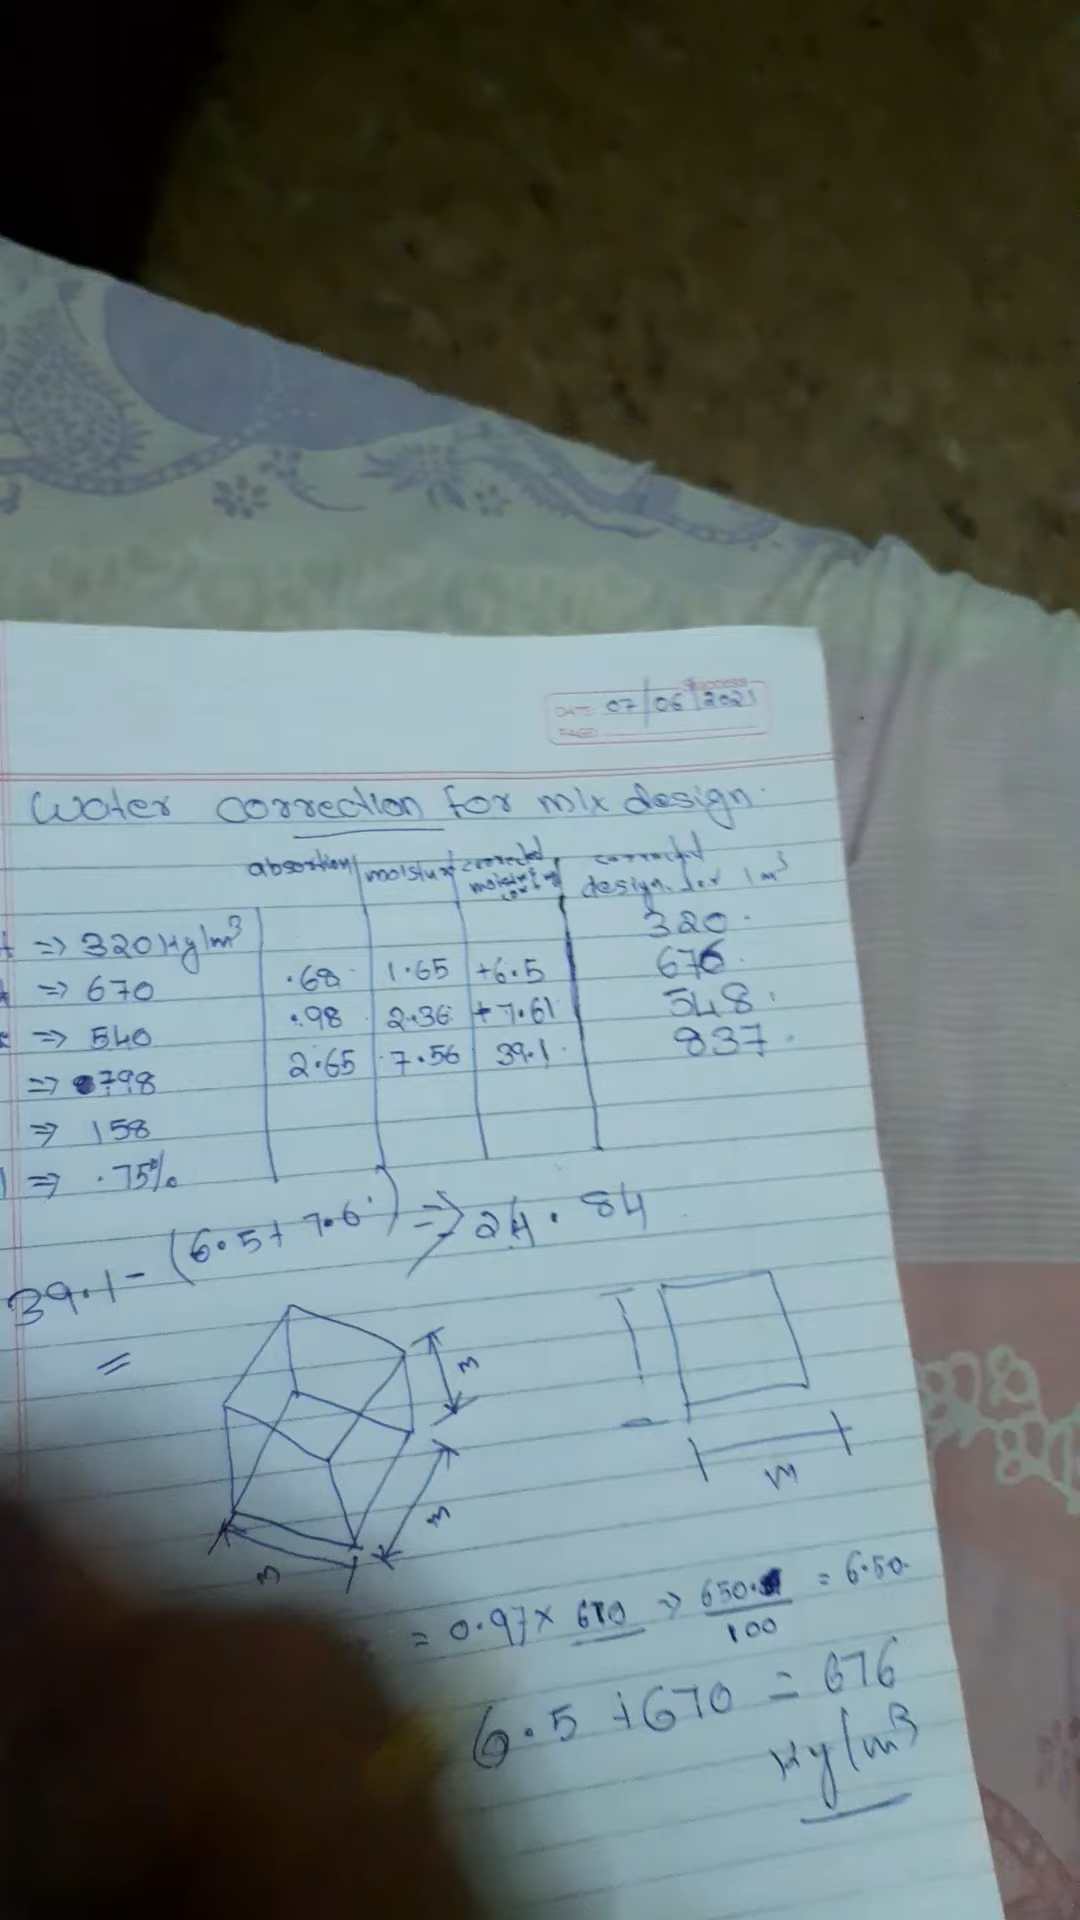 SUCCESS
DATE: 07/06/2021
PAGE:
Water correction for mix design.
absorbtion moisture corrected corrected
design for 1m³
⇒ 320 Kg/m³ 320.
⇒ 670 .68 1.65 +6.5 676.
⇒ 540 .98 2.36 +7.61 548.
⇒ 798 2.65 7.56 39.1 837.
⇒ 158
⇒ .75%
39.1 - (6.5 + 7.6) ⇒ 24.84
=
m
m
m
m
= 0.97 × 670 ⇒ 650. / 100 = 6.50.
6.5 + 670 = 676
Kg/m³